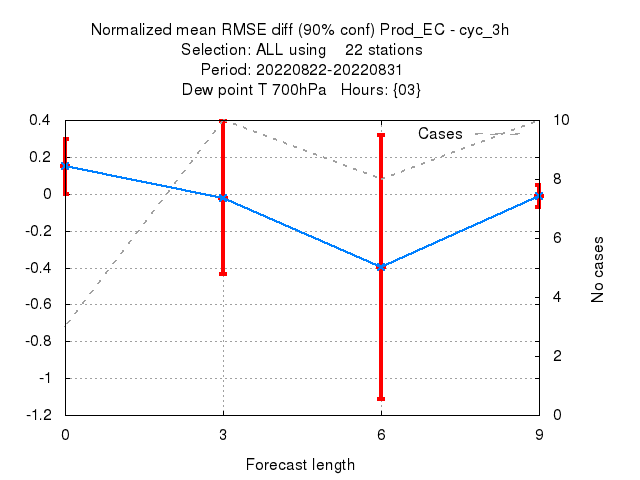 Normalized mean RMSE diff (90% conf) Prod_EC - cyc_3h
Selection: ALL using    22 stations
Period: 20220822-20220831
Dew point T 700hPa   Hours: {03}
0.4
0.2
0
-0.2
-0.4
-0.6
-0.8
-1
-1.2
Cases
10
8
6
4
2
0
No cases
0 3 6 9
Forecast length